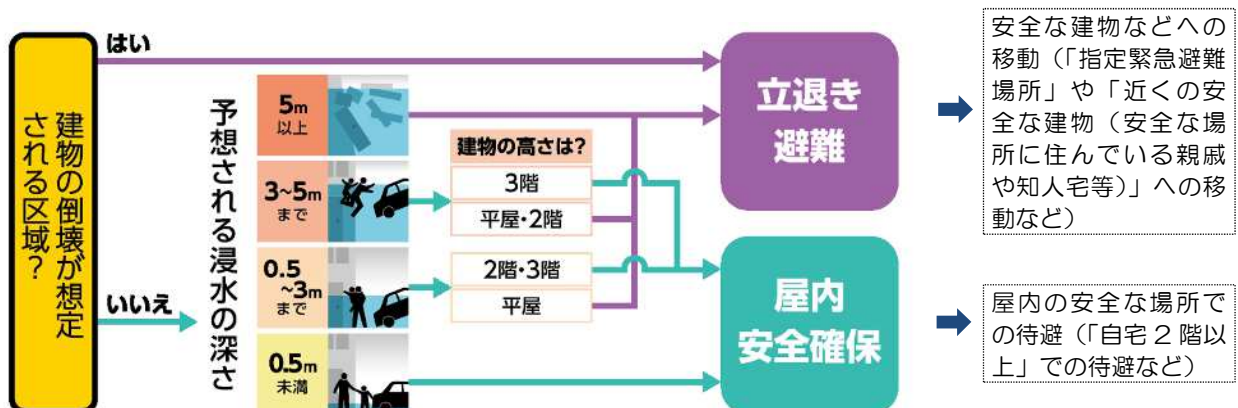 建物の倒壊が想定
される区域？
はい
いいえ
予想される浸水の深さ
5m
以上
3~5m
まで
0.5
~3m
まで
0.5m
未満
建物の高さは？
3階
平屋・2階
2階・3階
平屋
立退き
避難
屋内
安全確保
安全な建物などへの
移動（「指定緊急避難
場所」や「近くの安
全な建物（安全な場
所に住んでいる親戚
や知人宅等）」への移
動など）
屋内の安全な場所で
の待避（「自宅２階以
上」での待避など）